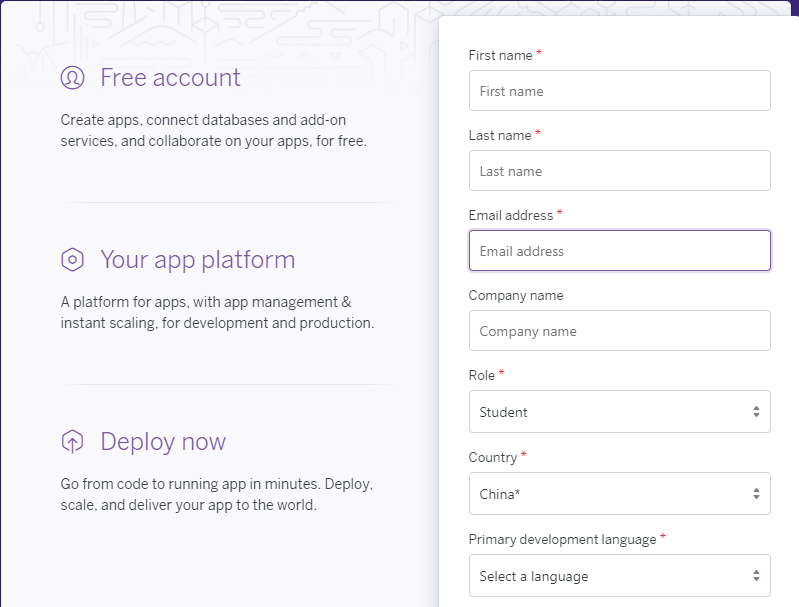 Free account
Create apps, connect databases and add-on
services, and collaborate on your apps, for free.
Your app platform
A platform for apps, with app management &
instant scaling, for development and production.
Deploy now
Go from code to running app in minutes. Deploy,
scale, and deliver your app to the world.
First name *
First name
Last name *
Last name
Email address *
Email address
Company name
Company name
Role *
Student
Country *
China*
Primary development language *
Select a language